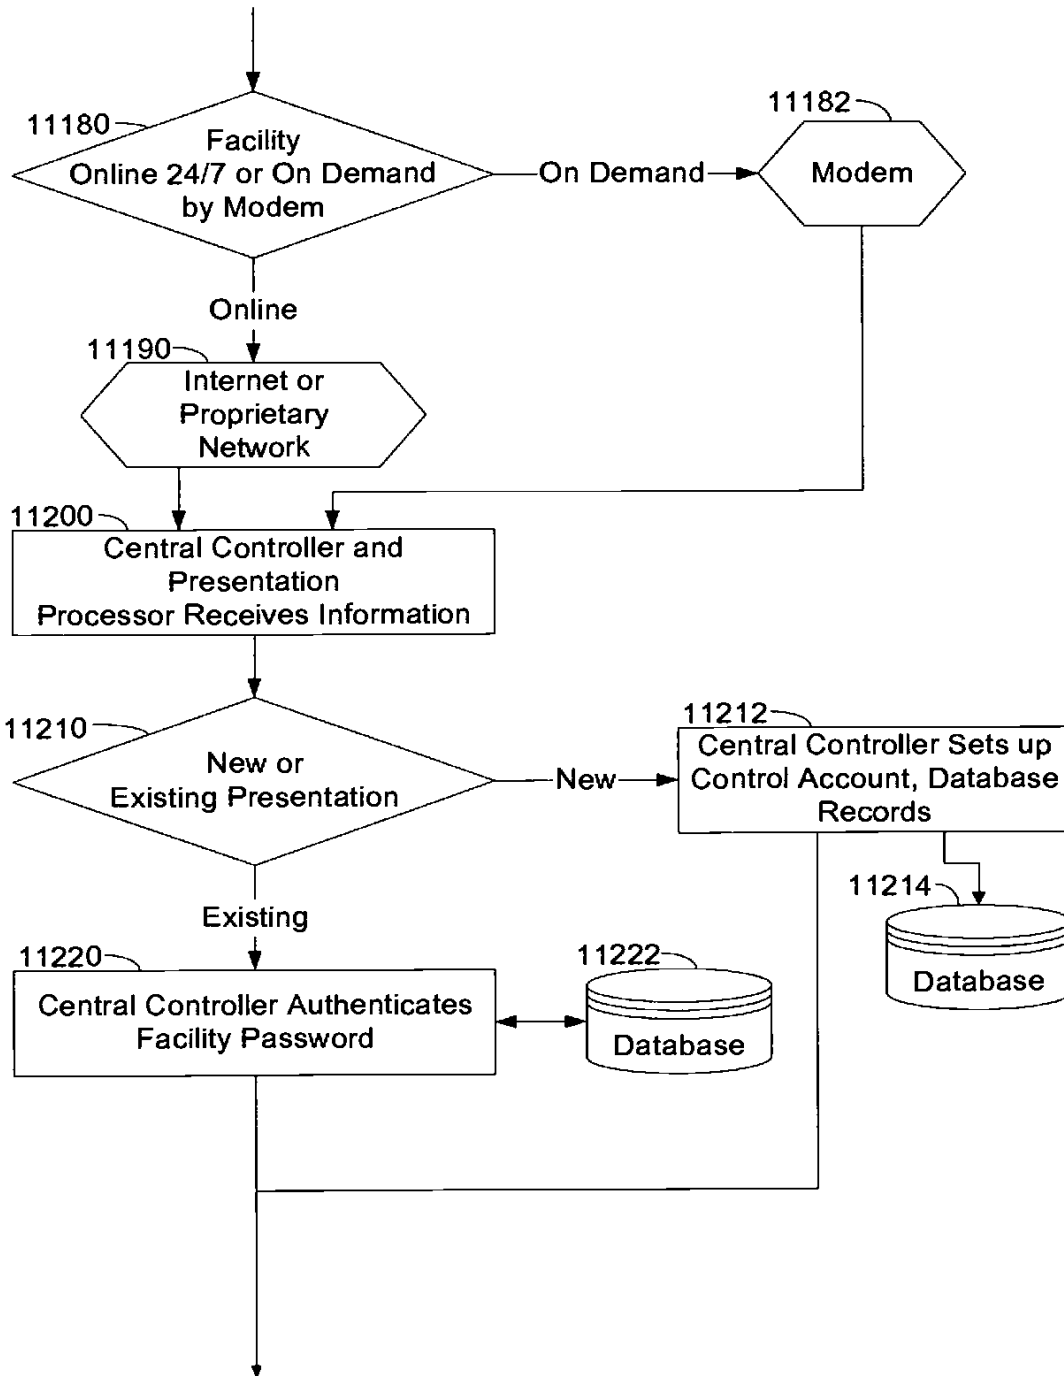 11180
Facility
Online 24/7 or On Demand
by Modem
On Demand
11182
Modem
Online
11190
Internet or
Proprietary
Network
11200
Central Controller and
Presentation
Processor Receives Information
11210
New or
Existing Presentation
New
11212
Central Controller Sets up
Control Account, Database
Records
11214
Database
Existing
11220
Central Controller Authenticates
Facility Password
11222
Database